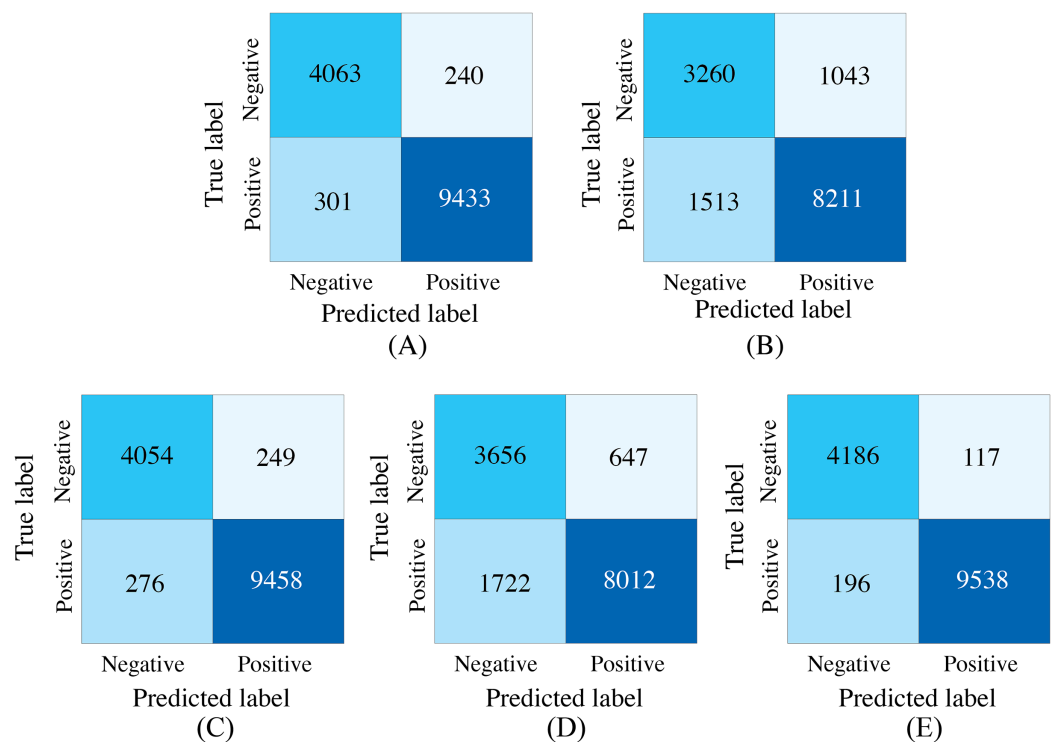 True label
Negative
Positive
4063 240
301 9433
Negative Positive
Predicted label
(A)
True label
Negative
Positive
3260 1043
1513 8211
Negative Positive
Predicted label
(B)
True label
Negative
Positive
4054 249
276 9458
Negative Positive
Predicted label
(C)
True label
Negative
Positive
3656 647
1722 8012
Negative Positive
Predicted label
(D)
True label
Negative
Positive
4186 117
196 9538
Negative Positive
Predicted label
(E)